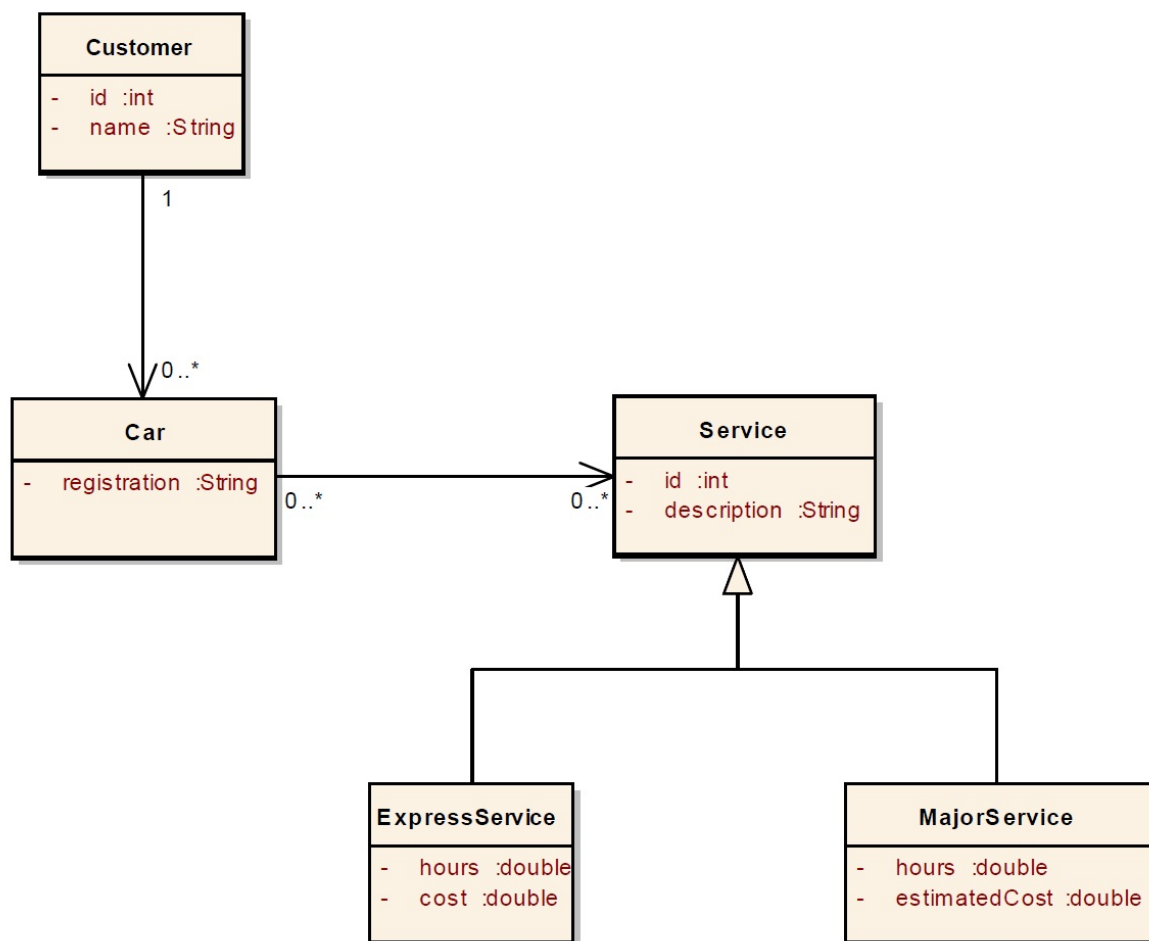 Customer
- id :int
- name :String
1
0..*
Car
- registration :String
0..*
0..*
Service
- id :int
- description :String
ExpressService
- hours :double
- cost :double
MajorService
- hours :double
- estimatedCost :double